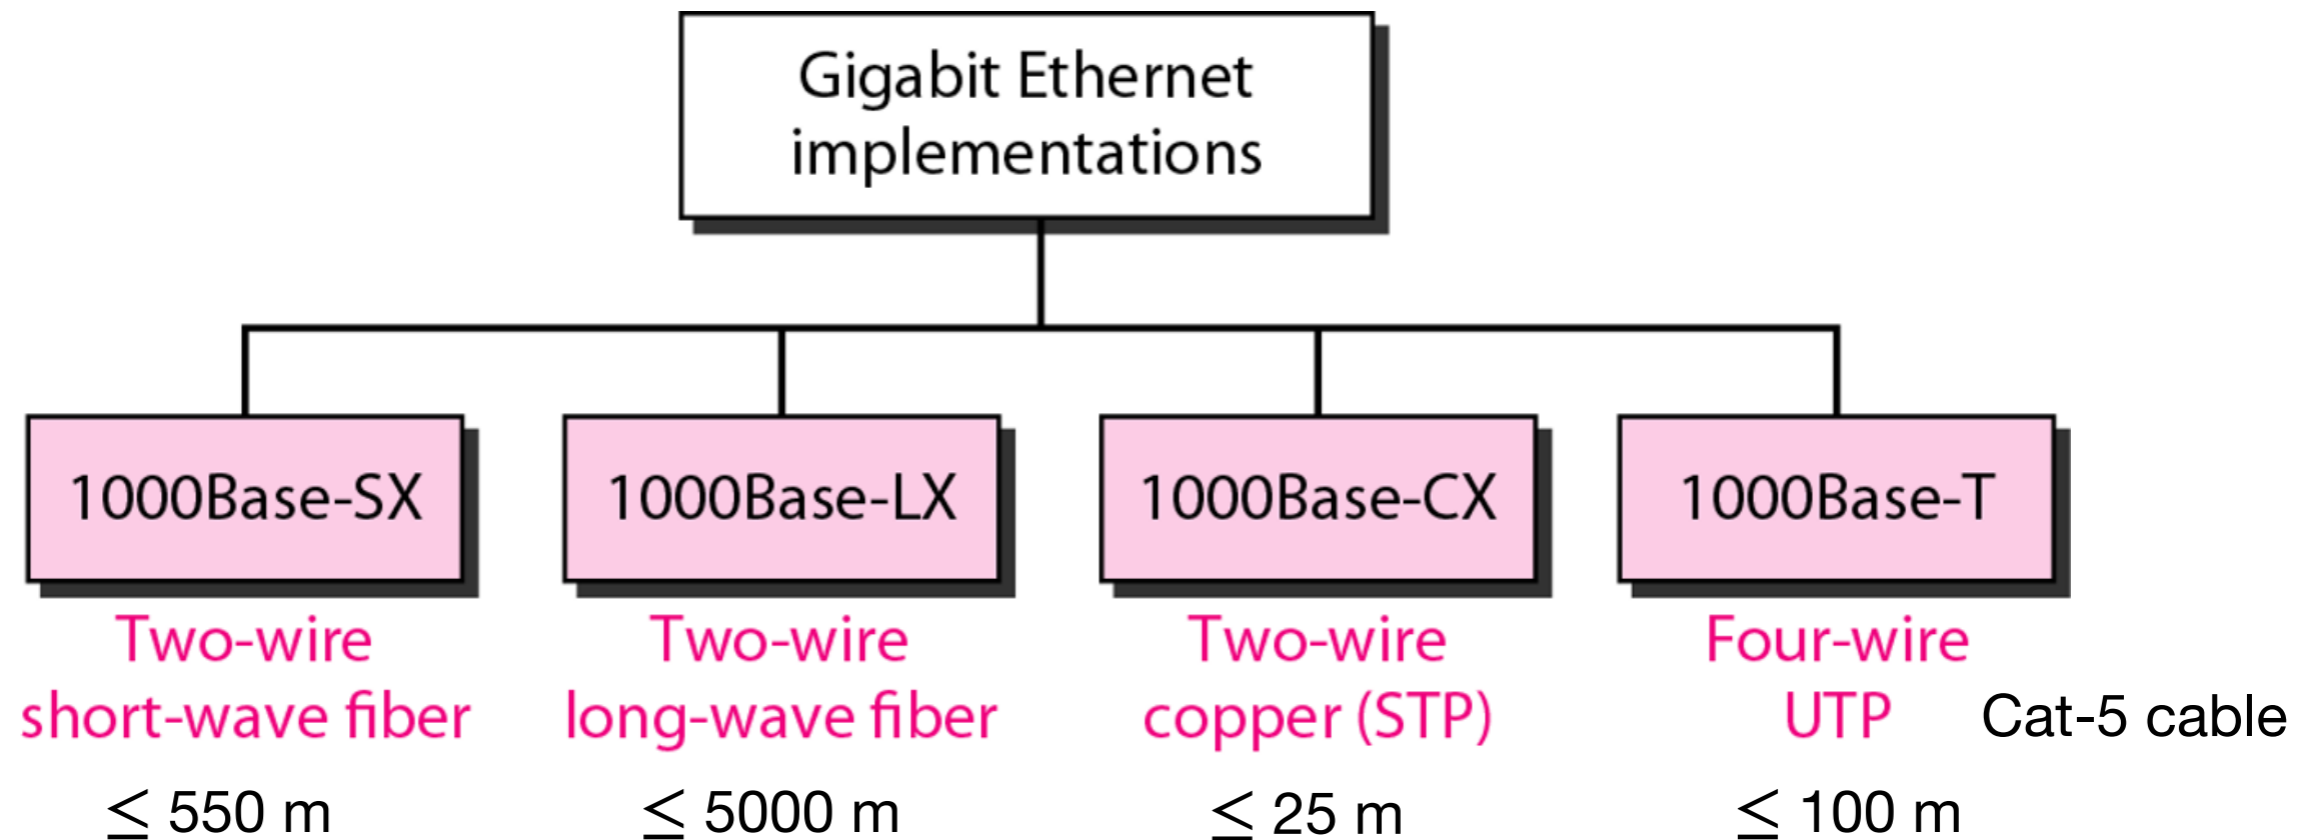 Gigabit Ethernet
implementations
1000Base-SX
1000Base-LX
1000Base-CX
1000Base-T
Two-wire
short-wave fiber
Two-wire
long-wave fiber
Two-wire
copper (STP)
Four-wire
UTP
Cat-5 cable
≤ 550 m
≤ 5000 m
≤ 25 m
≤ 100 m